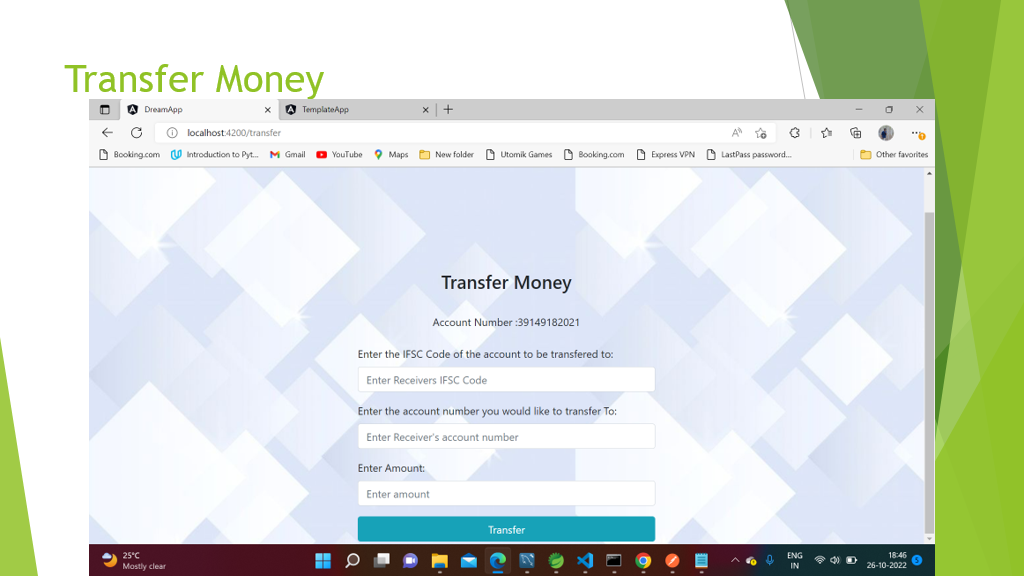 Transfer Money
DreamApp
TemplateApp
localhost:4200/transfer
Booking.com Introduction to Pyt... Gmail YouTube Maps New folder Utomik Games Booking.com Express VPN LastPass password... Other favorites
Transfer Money
Account Number :39149182021
Enter the IFSC Code of the account to be transfered to:
Enter Receivers IFSC Code
Enter the account number you would like to transfer To:
Enter Receiver's account number
Enter Amount:
Enter amount
Transfer
25°C
Mostly clear
ENG
IN
18:46
26-10-2022
5